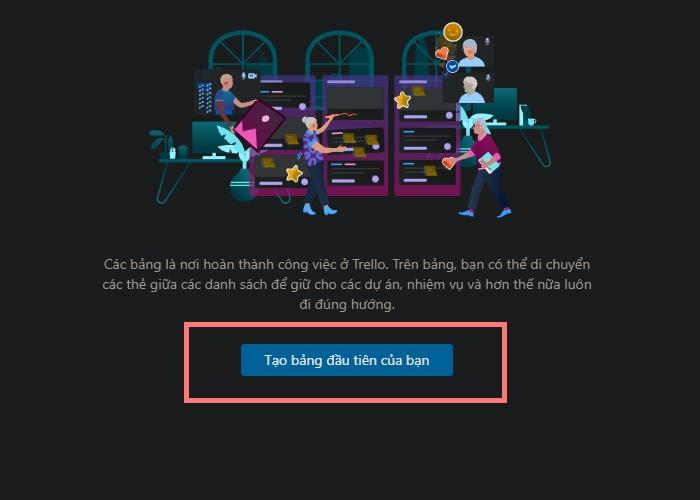 Các bảng là nơi hoàn thành công việc ở Trello. Trên bảng, bạn có thể di chuyển
các thẻ giữa các danh sách để giữ cho các dự án, nhiệm vụ và hơn thế nữa luôn
đi đúng hướng.
Tạo bảng đầu tiên của bạn